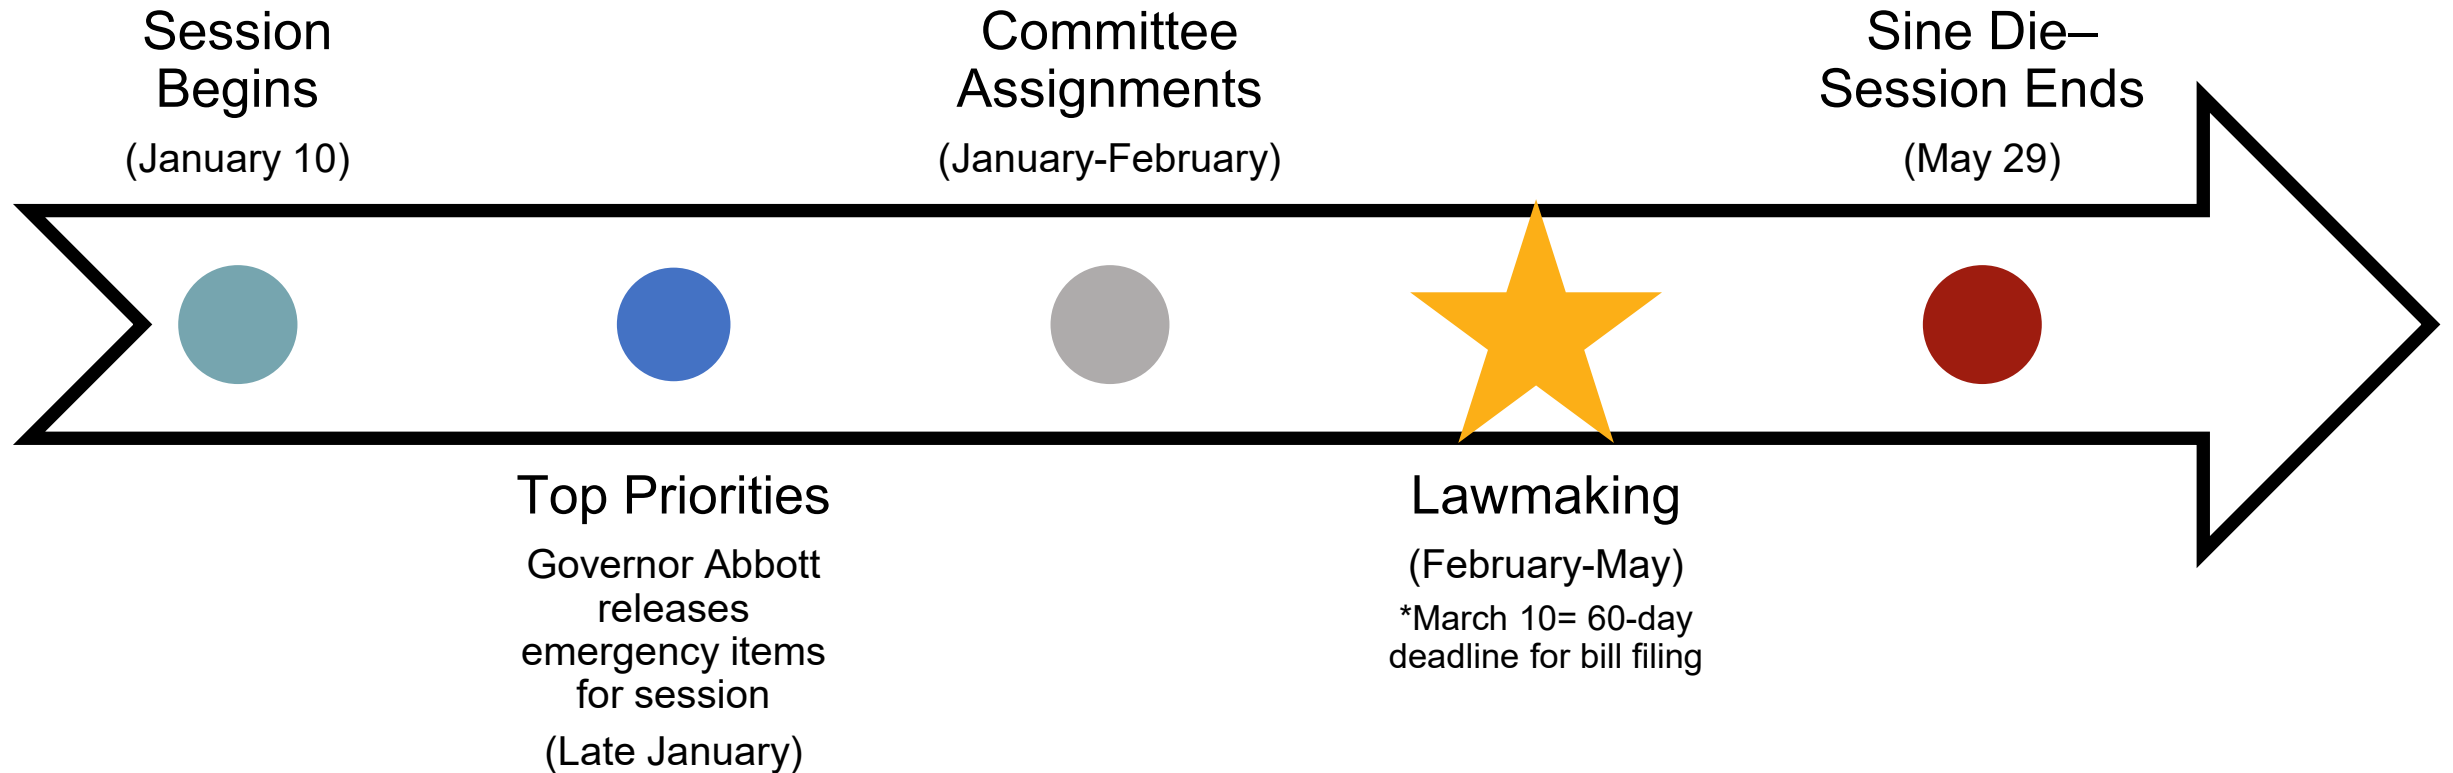 Session
Begins
(January 10)
Top Priorities
Governor Abbott
releases
emergency items
for session
(Late January)
Committee
Assignments
(January-February)
Lawmaking
(February-May)
*March 10= 60-day
deadline for bill filing
Sine Die–
Session Ends
(May 29)